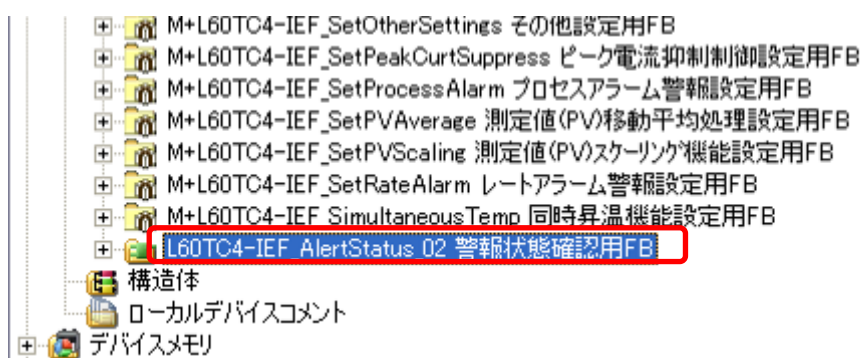 M+L60TC4-IEF_SetOtherSettings その他設定用FB
M+L60TC4-IEF_SetPeakCurtSuppress ピーク電流抑制制御設定用FB
M+L60TC4-IEF_SetProcessAlarm プロセスアラーム警報設定用FB
M+L60TC4-IEF_SetPVAverage 測定値(PV)移動平均処理設定用FB
M+L60TC4-IEF_SetPVScaling 測定値(PV)スケーリング機能設定用FB
M+L60TC4-IEF_SetRateAlarm レートアラーム警報設定用FB
M+L60TC4-IEF_SimultaneousTemp 同時昇温機能設定用FB
L60TC4-IEF_AlertStatus_02 警報状態確認用FB
構造体
ローカルデバイスコメント
デバイスメモリ